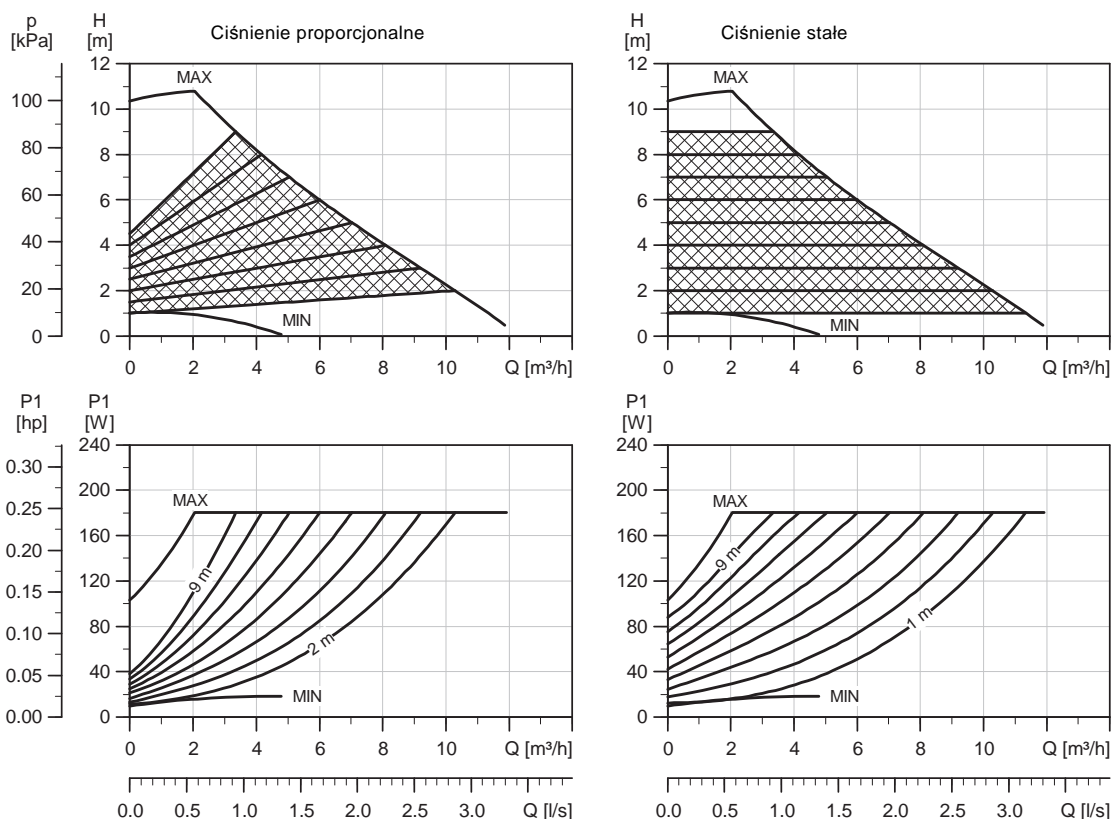 p
[kPa]
H
[m]
Ciśnienie proporcjonalne
H
[m]
Ciśnienie stałe
100
80
60
40
20
0
12
10
8
6
4
2
0
MAX
MIN
0 2 4 6 8 10 Q [m³/h]
12
10
8
6
4
2
0
MAX
MIN
0 2 4 6 8 10 Q [m³/h]
P1
[hp]
P1
[W]
P1
[W]
0.30
0.25
0.20
0.15
0.10
0.05
0.00
240
200
160
120
80
40
0
MAX
9 m
2 m
MIN
0 2 4 6 8 10 Q [m³/h]
0.0 0.5 1.0 1.5 2.0 2.5 3.0 Q [l/s]
240
200
160
120
80
40
0
MAX
9 m
1 m
MIN
0 2 4 6 8 10 Q [m³/h]
0.0 0.5 1.0 1.5 2.0 2.5 3.0 Q [l/s]